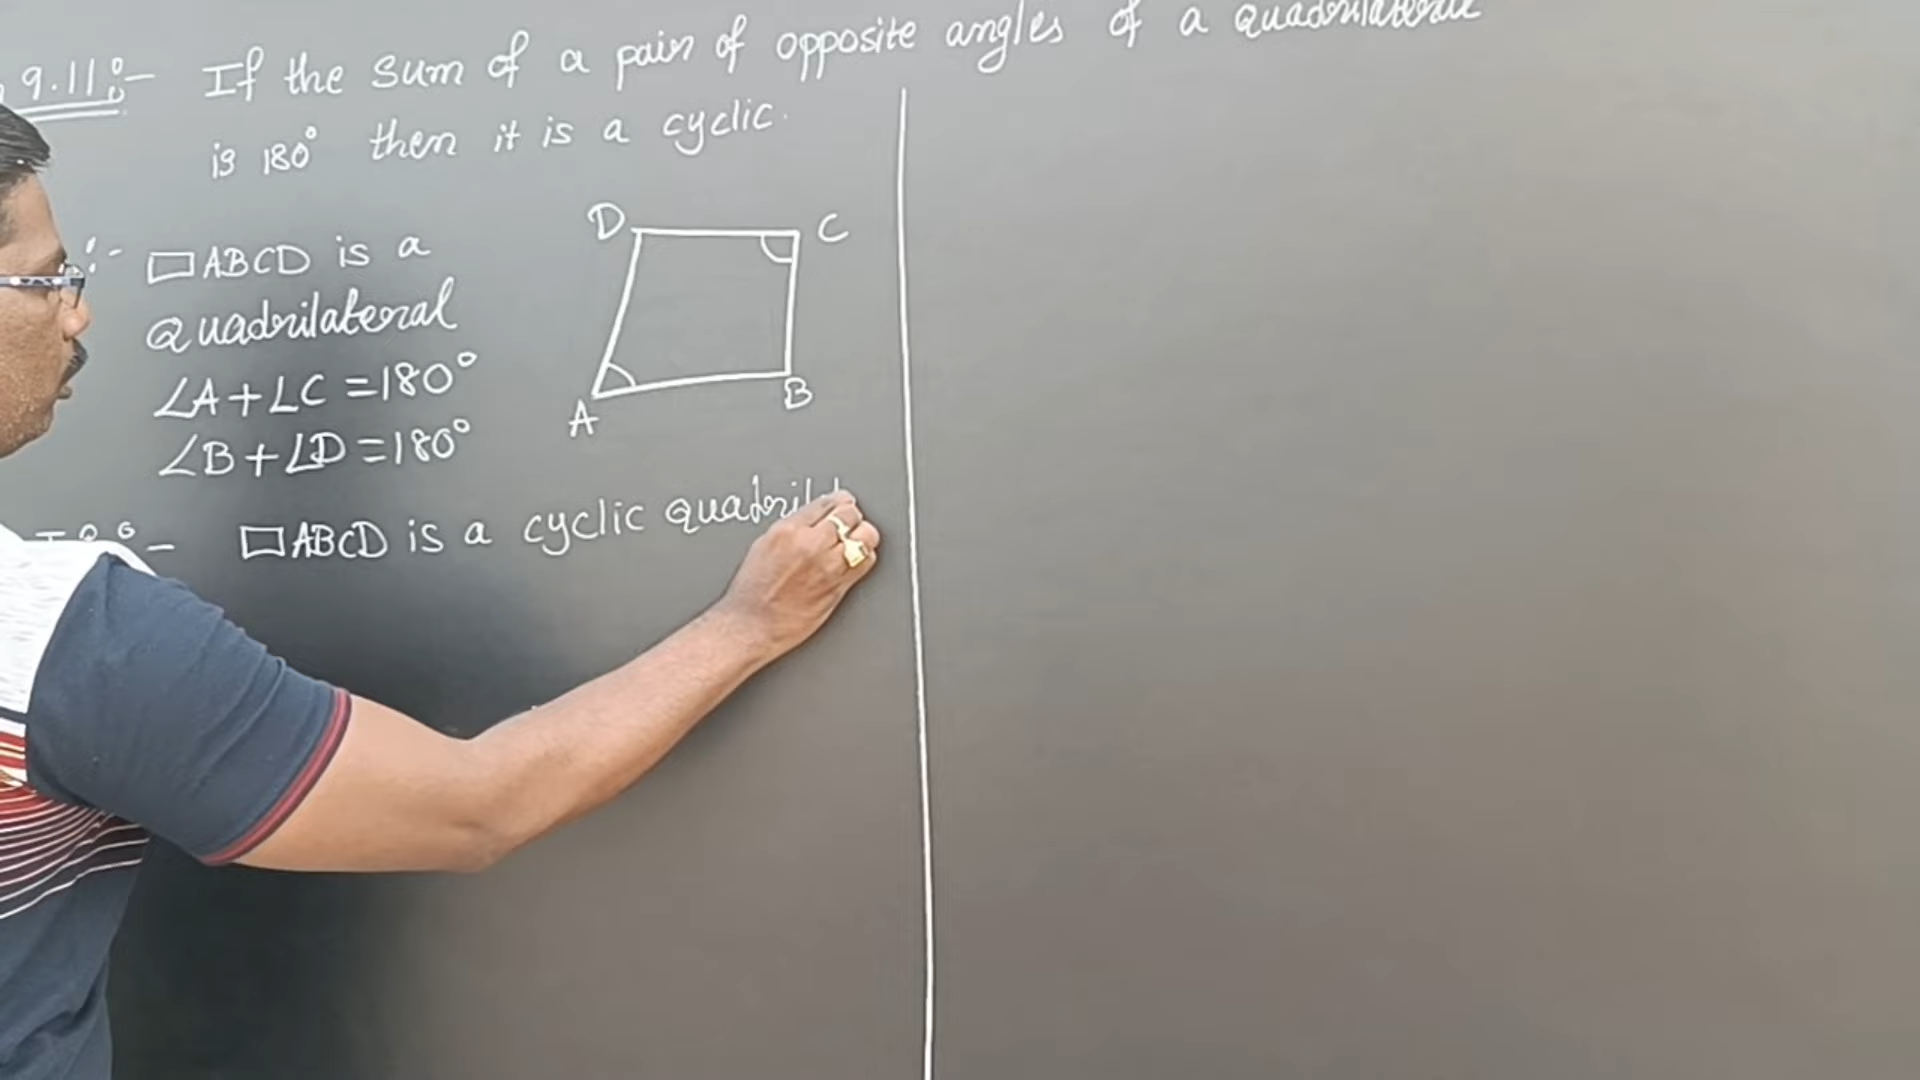 9.11:- If the sum of a pair of opposite angles of a quadrilateral
is 180° then it is a cyclic.
:- ▭ABCD is a
Quadrilateral
∠A+∠C=180°
∠B+∠D=180°
- ▭ABCD is a cyclic
D
C
A
B